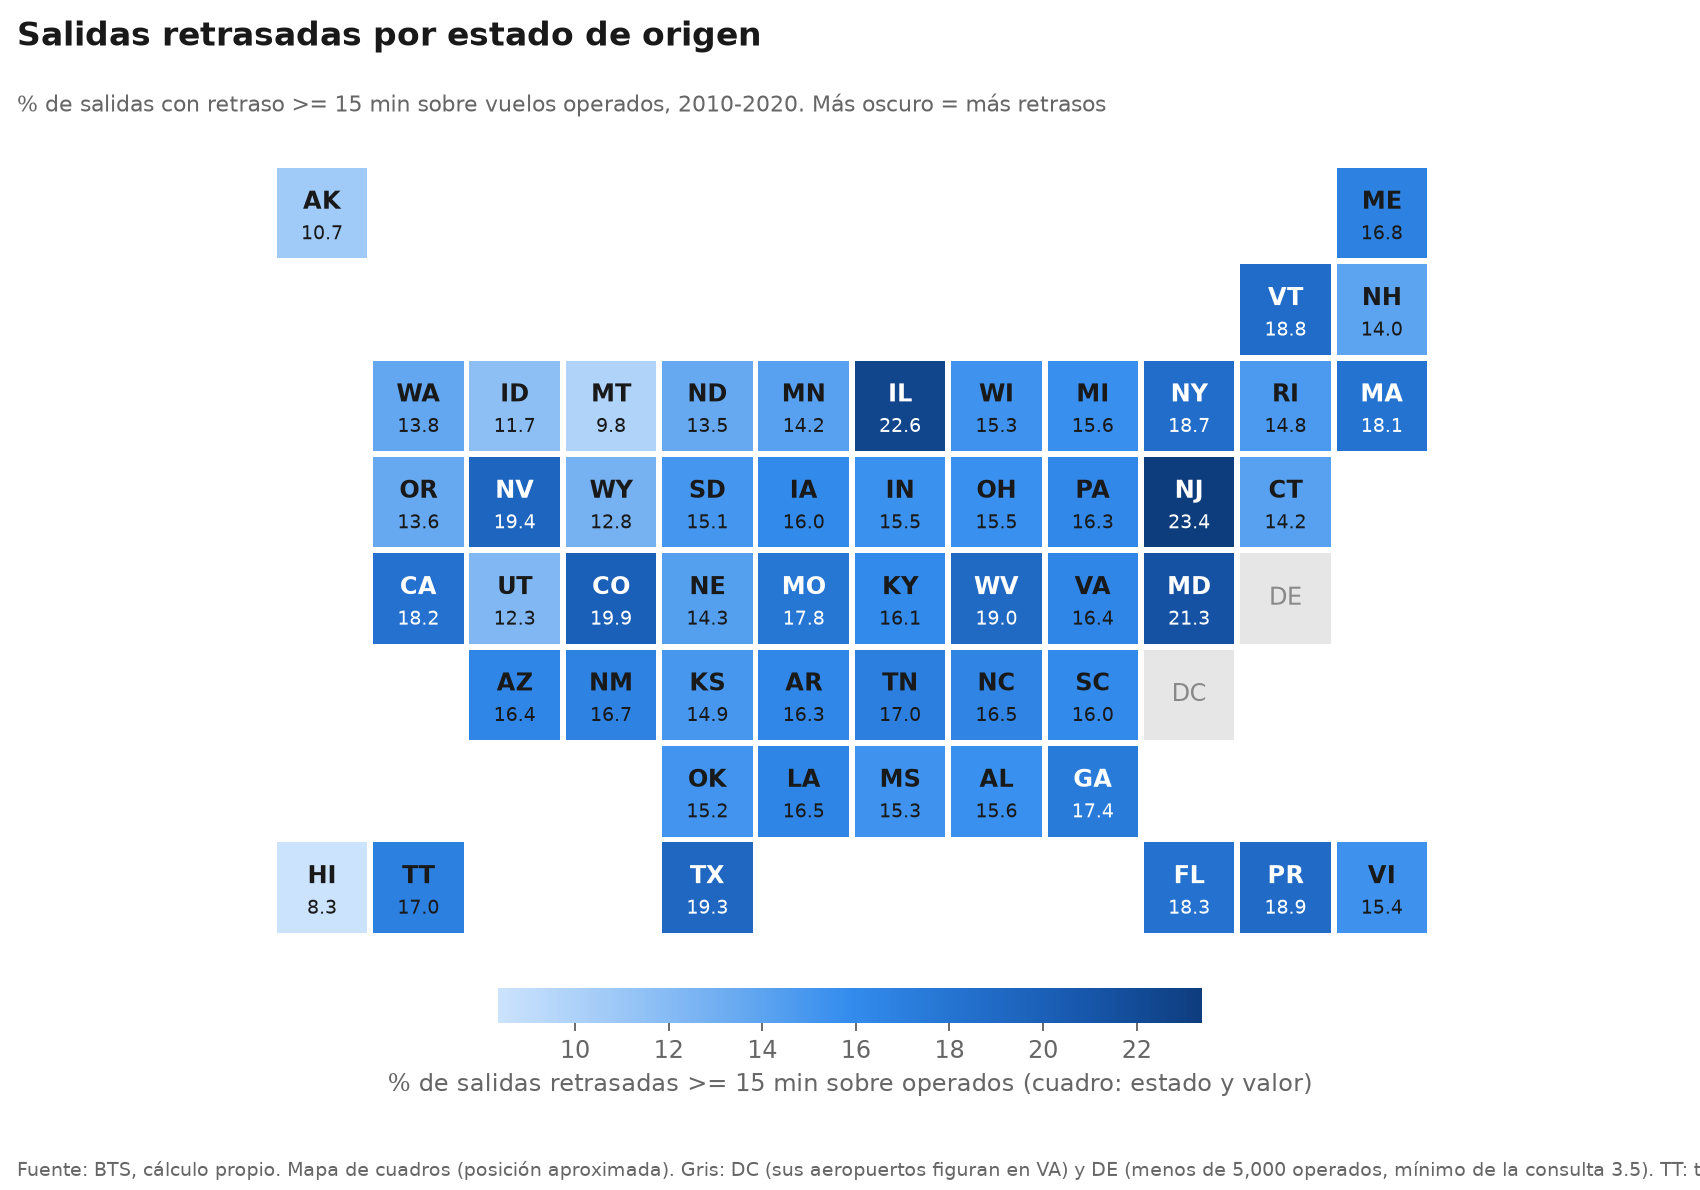 Salidas retrasadas por estado de origen
% de salidas con retraso >= 15 min sobre vuelos operados, 2010-2020. Más oscuro = más retrasos
AK ME
10.7 16.8
VT NH
18.8 14.0
WA ID MT ND MN IL WI MI NY RI MA
13.8 11.7 9.8 13.5 14.2 22.6 15.3 15.6 18.7 14.8 18.1
OR NV WY SD IA IN OH PA NJ CT
13.6 19.4 12.8 15.1 16.0 15.5 15.5 16.3 23.4 14.2
CA UT CO NE MO KY WV VA MD DE
18.2 12.3 19.9 14.3 17.8 16.1 19.0 16.4 21.3
AZ NM KS AR TN NC SC DC
16.4 16.7 14.9 16.3 17.0 16.5 16.0
OK LA MS AL GA
15.2 16.5 15.3 15.6 17.4
HI TT TX FL PR VI
8.3 17.0 19.3 18.3 18.9 15.4
10 12 14 16 18 20 22
% de salidas retrasadas >= 15 min sobre operados (cuadro: estado y valor)
Fuente: BTS, cálculo propio. Mapa de cuadros (posición aproximada). Gris: DC (sus aeropuertos figuran en VA) y DE (menos de 5,000 operados, mínimo de la consulta 3.5). TT: